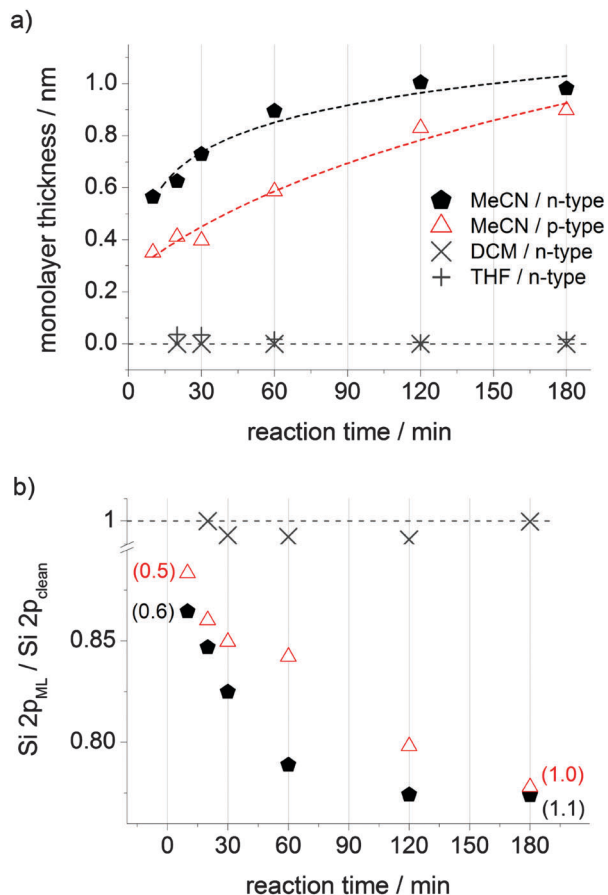 a)
monolayer thickness / nm
1.0
0.8
0.6
0.4
0.2
0.0
MeCN / n-type
MeCN / p-type
DCM / n-type
THF / n-type
0 30 60 90 120 150 180
reaction time / min
b)
Si 2p_ML / Si 2p_clean
1
0.85
0.80
(0.5)
(0.6)
(1.0)
(1.1)
0 30 60 90 120 150 180
reaction time / min